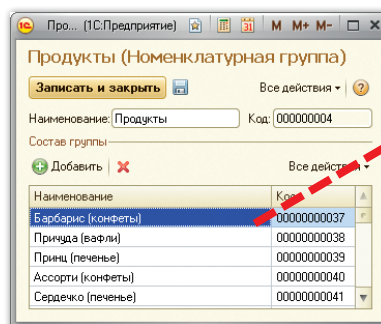 Про... (1С:Предприятие) 31 M M+ M-
Продукты (Номенклатурная группа)
Записать и закрыть Все действия
Наименование: Продукты Код: 000000004
Состав группы
Добавить Все действия
Наименование Код
Барбарис (конфеты) 00000000037
Причуда (вафли) 00000000038
Принц (печенье) 00000000039
Ассорти (конфеты) 00000000040
Сердечко (печенье) 00000000041